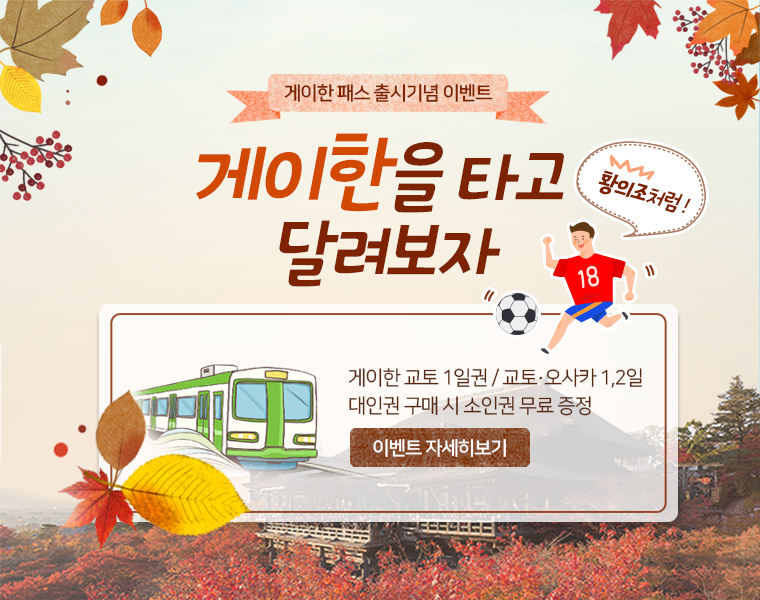 게이한 패스 출시기념 이벤트
게이한을 타고
달려보자
황의조처럼!
18
게이한 교토 1일권 / 교토·오사카 1,2일
대인권 구매 시 소인권 무료 증정
이벤트 자세히보기